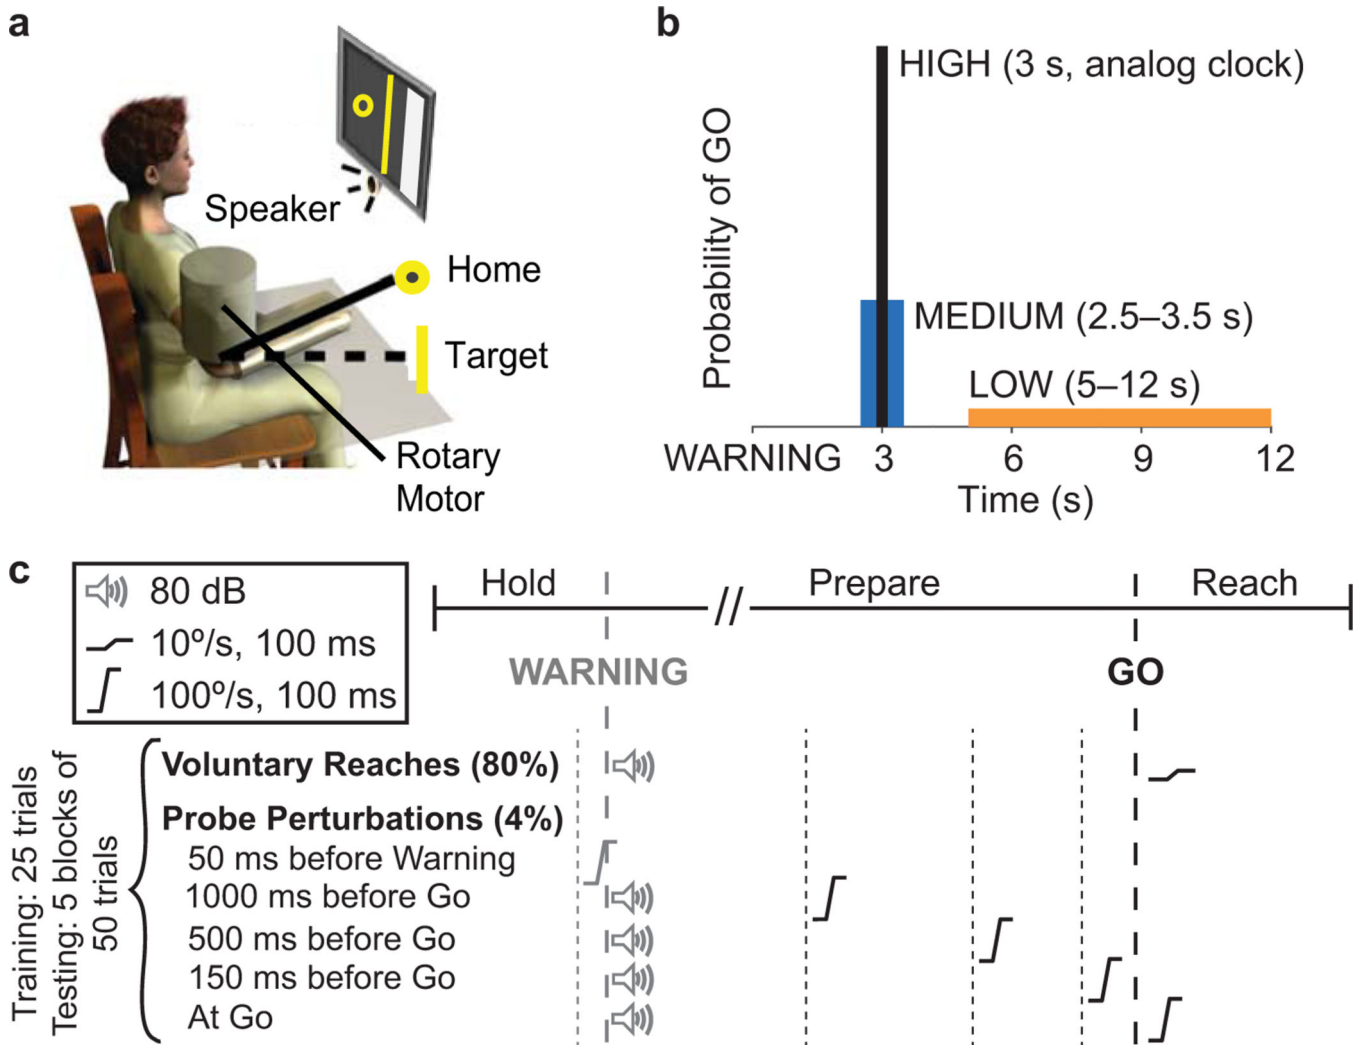 a
Speaker
Home
Target
Rotary
Motor
b
Probability of GO
HIGH (3 s, analog clock)
MEDIUM (2.5–3.5 s)
LOW (5–12 s)
WARNING 3 6 9 12
Time (s)
c
80 dB
10º/s, 100 ms
100º/s, 100 ms
Hold Prepare Reach
WARNING GO
Training: 25 trials
Testing: 5 blocks of
50 trials
Voluntary Reaches (80%)
Probe Perturbations (4%)
50 ms before Warning
1000 ms before Go
500 ms before Go
150 ms before Go
At Go